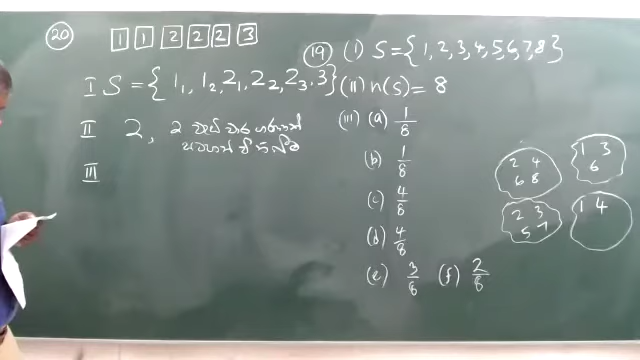 20
1 1 2 2 2 3
I S = { 1₁, 1₂, 2₁, 2₂, 2₃, 3 }
II 2, 2
III
19 (i) S = { 1, 2, 3, 4, 5, 6, 7, 8 }
(ii) n(s) = 8
(iii) (a) 1/8
(b) 1/8
(c) 4/8
(d) 4/8
(e) 3/8 (f) 2/8
2 4
6 8
1 3
6
2 3
5 7
1 4